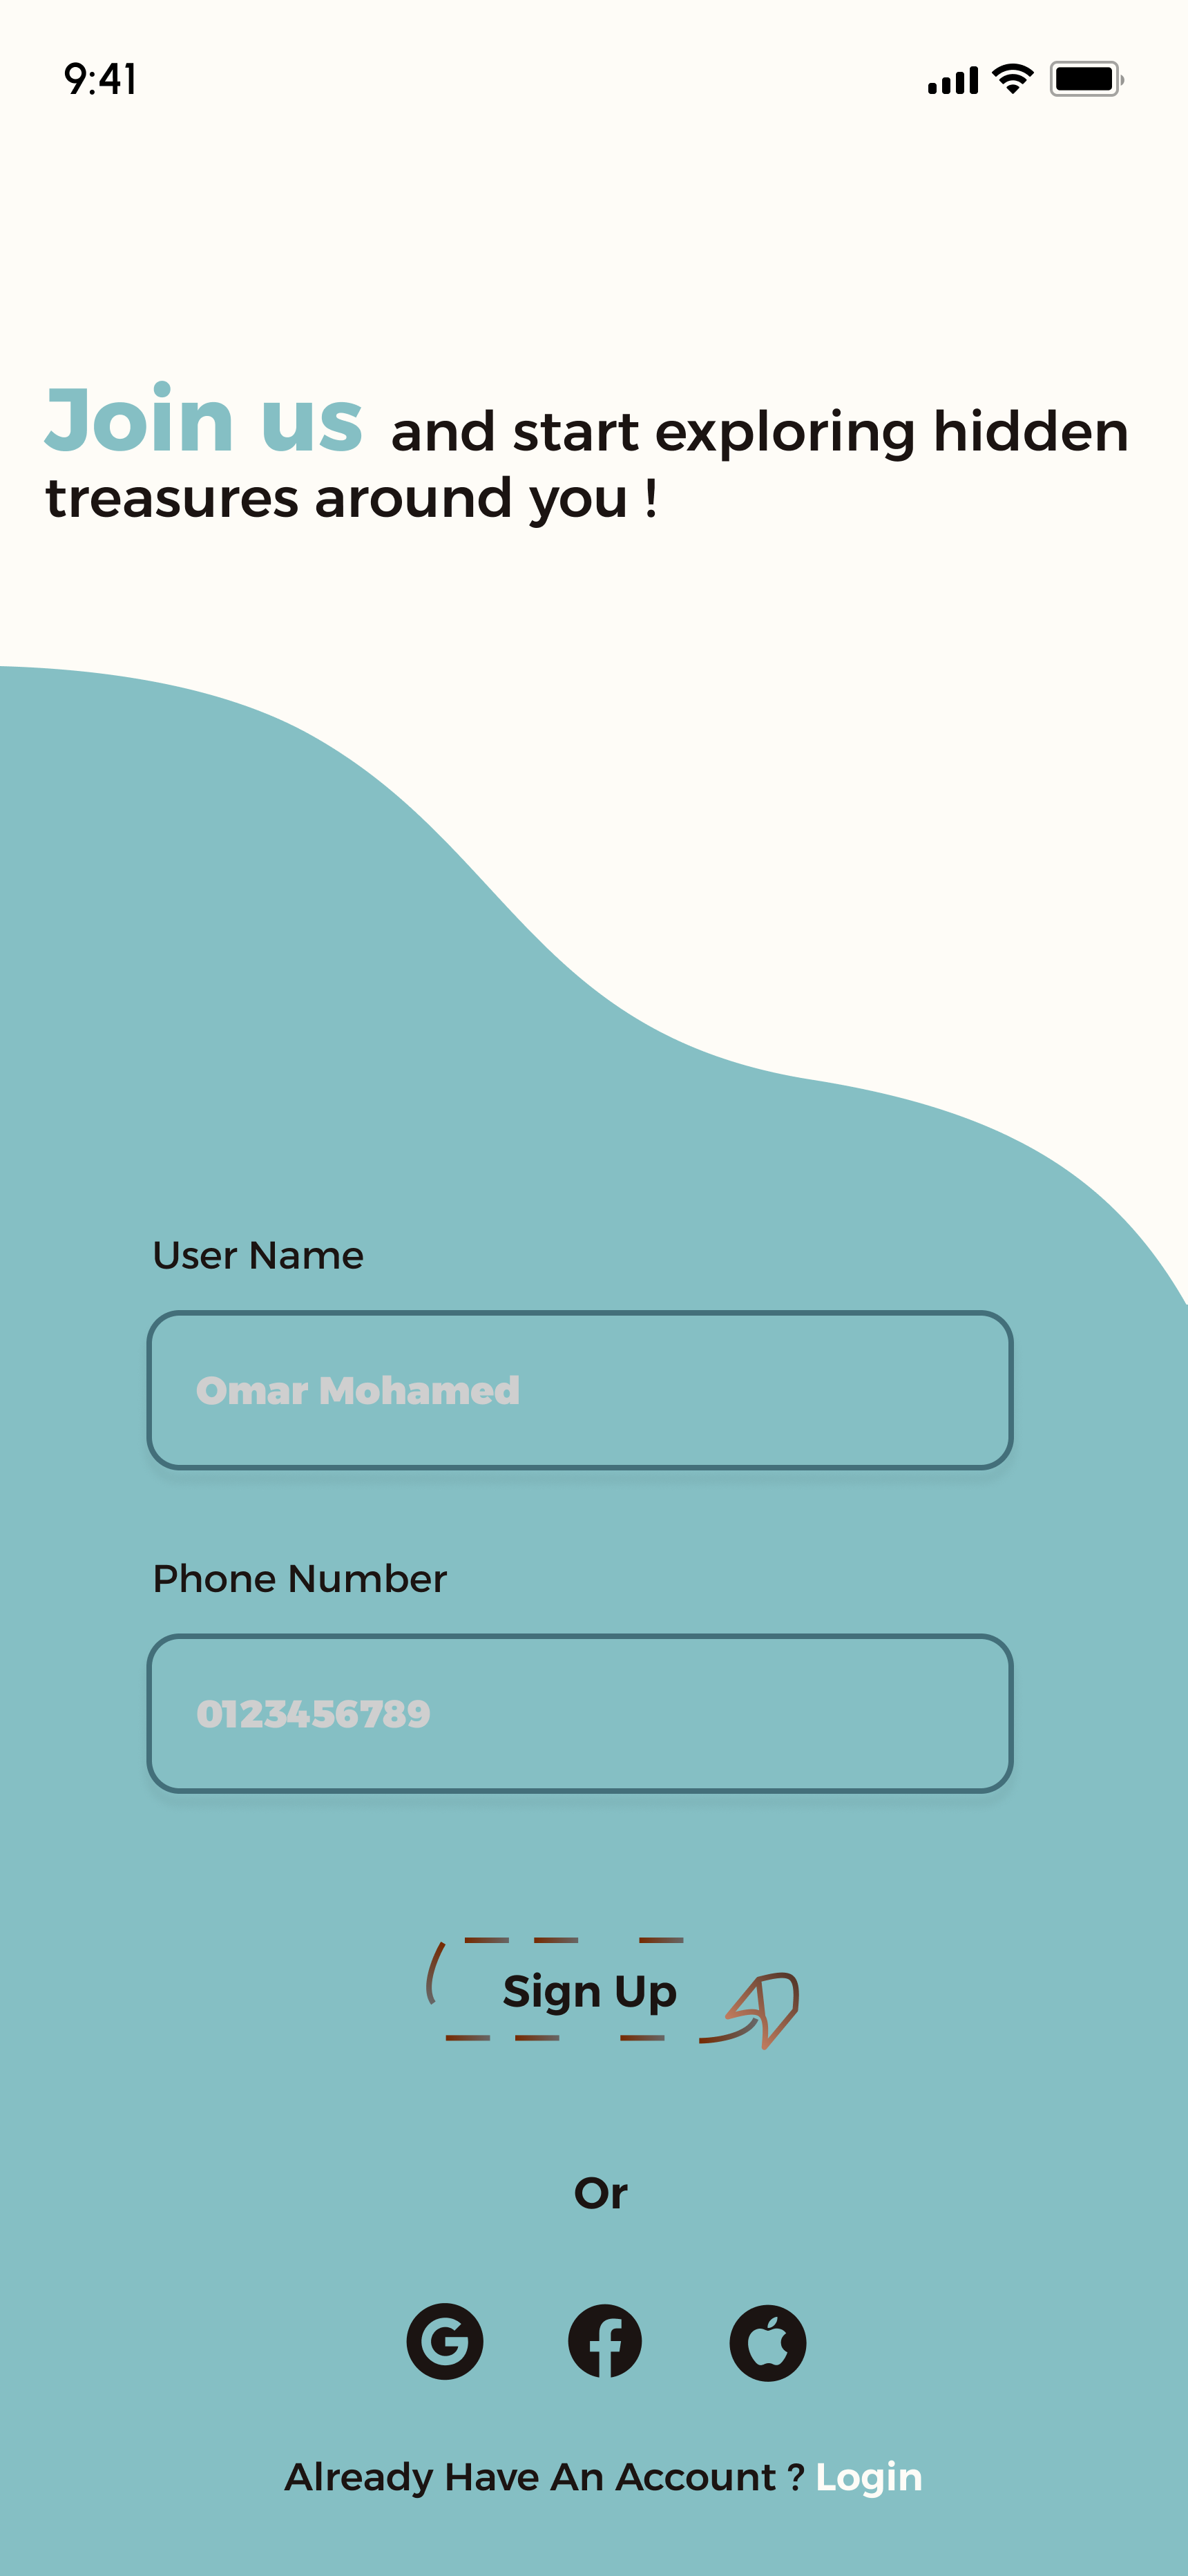 9:41
Join us and start exploring hidden
treasures around you !
User Name
Omar Mohamed
Phone Number
0123456789
Sign Up
Or
Already Have An Account ? Login